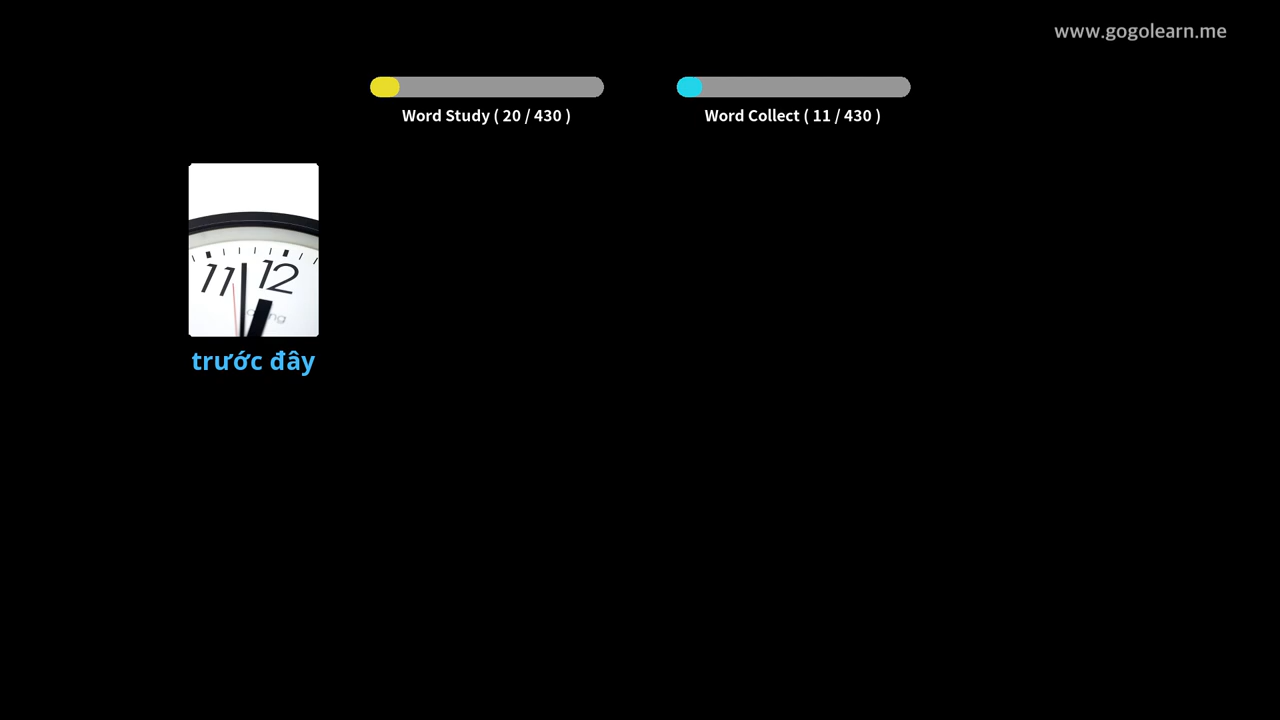 www.gogolearn.me
Word Study ( 20 / 430 )
Word Collect ( 11 / 430 )
11 12
trước đây